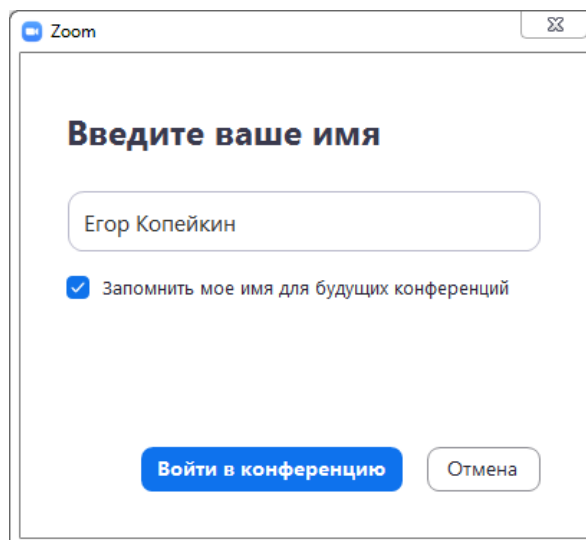 Zoom
Введите ваше имя
Егор Копейкин
Запомнить мое имя для будущих конференций
Войти в конференцию
Отмена